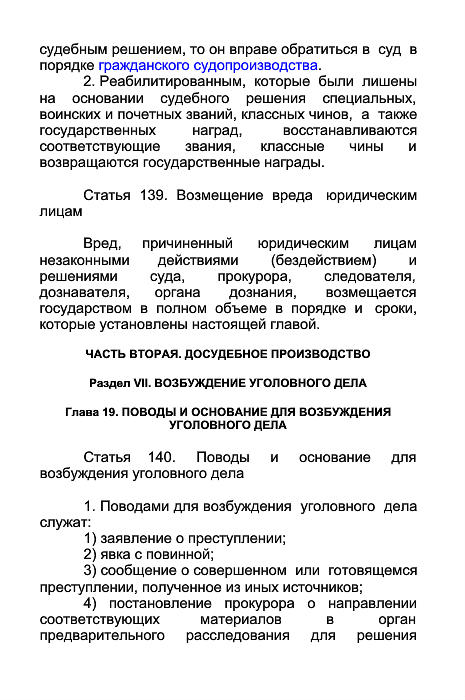 судебным решением, то он вправе обратиться в суд в
порядке гражданского судопроизводства.
2. Реабилитированным, которые были лишены
на основании судебного решения специальных,
воинских и почетных званий, классных чинов, а также
государственных наград, восстанавливаются
соответствующие звания, классные чины и
возвращаются государственные награды.
Статья 139. Возмещение вреда юридическим
лицам
Вред, причиненный юридическим лицам
незаконными действиями (бездействием) и
решениями суда, прокурора, следователя,
дознавателя, органа дознания, возмещается
государством в полном объеме в порядке и сроки,
которые установлены настоящей главой.
ЧАСТЬ ВТОРАЯ. ДОСУДЕБНОЕ ПРОИЗВОДСТВО
Раздел VII. ВОЗБУЖДЕНИЕ УГОЛОВНОГО ДЕЛА
Глава 19. ПОВОДЫ И ОСНОВАНИЕ ДЛЯ ВОЗБУЖДЕНИЯ
УГОЛОВНОГО ДЕЛА
Статья 140. Поводы и основание для
возбуждения уголовного дела
1. Поводами для возбуждения уголовного дела
служат:
1) заявление о преступлении;
2) явка с повинной;
3) сообщение о совершенном или готовящемся
преступлении, полученное из иных источников;
4) постановление прокурора о направлении
соответствующих материалов в орган
предварительного расследования для решения